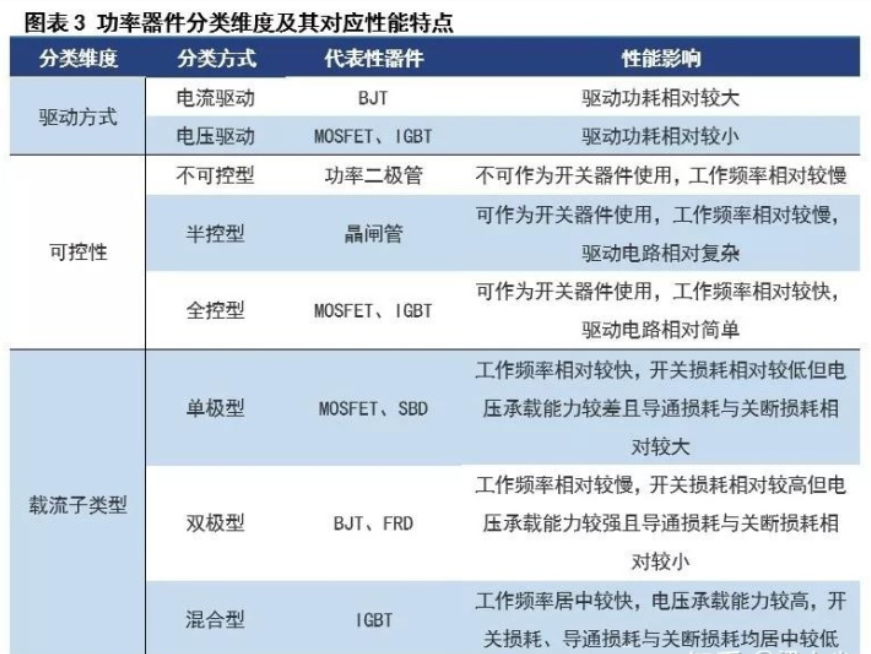 图表 3 功率器件分类维度及其对应性能特点
分类维度 分类方式 代表性器件 性能影响
驱动方式
电流驱动 BJT 驱动功耗相对较大
电压驱动 MOSFET、IGBT 驱动功耗相对较小
可控性
不可控型 功率二极管 不可作为开关器件使用，工作频率相对较慢
半控型 晶闸管
可作为开关器件使用，工作频率相对较慢，
驱动电路相对复杂
全控型 MOSFET、IGBT
可作为开关器件使用，工作频率相对较快，
驱动电路相对简单
载流子类型
单极型 MOSFET、SBD
工作频率相对较快，开关损耗相对较低但电
压承载能力较差且导通损耗与关断损耗相
对较大
双极型 BJT、FRD
工作频率相对较慢，开关损耗相对较高但电
压承载能力较强且导通损耗与关断损耗相
对较小
混合型 IGBT
工作频率居中较快，电压承载能力较高，开
关损耗、导通损耗与关断损耗均居中较低